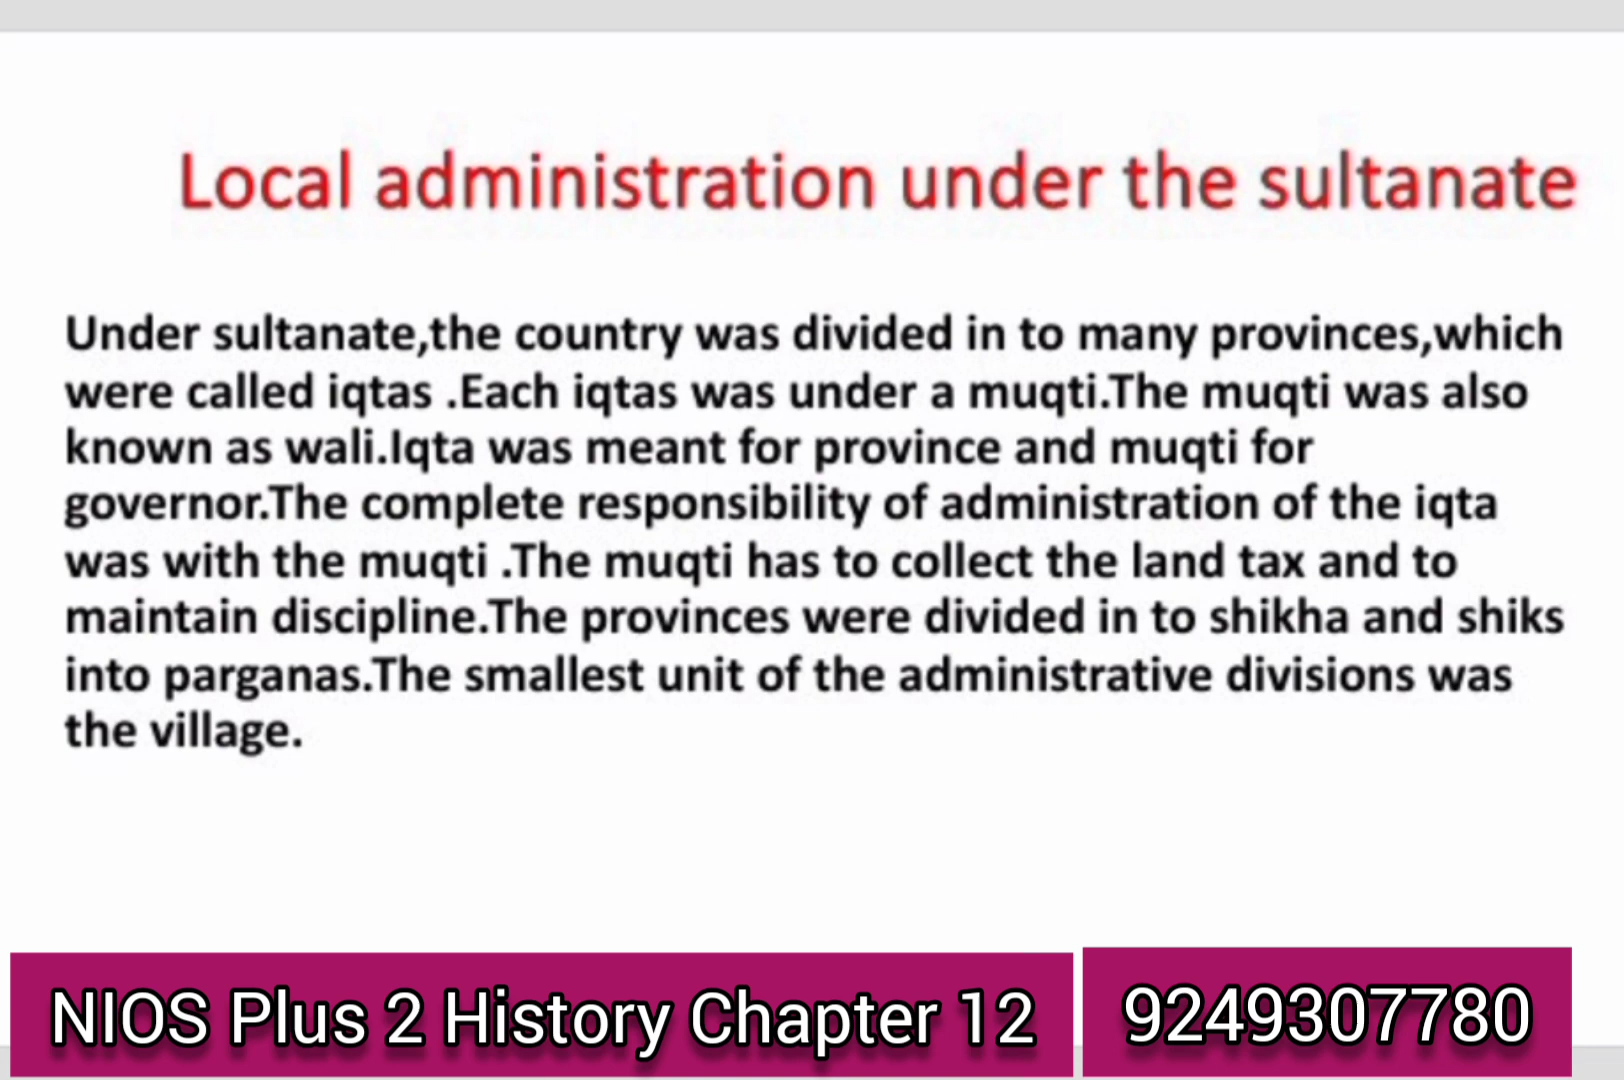 Local administration under the sultanate
Under sultanate,the country was divided in to many provinces,which
were called iqtas .Each iqtas was under a muqti.The muqti was also
known as wali.Iqta was meant for province and muqti for
governor.The complete responsibility of administration of the iqta
was with the muqti .The muqti has to collect the land tax and to
maintain discipline.The provinces were divided in to shikha and shiks
into parganas.The smallest unit of the administrative divisions was
the village.
NIOS Plus 2 History Chapter 12
9249307780